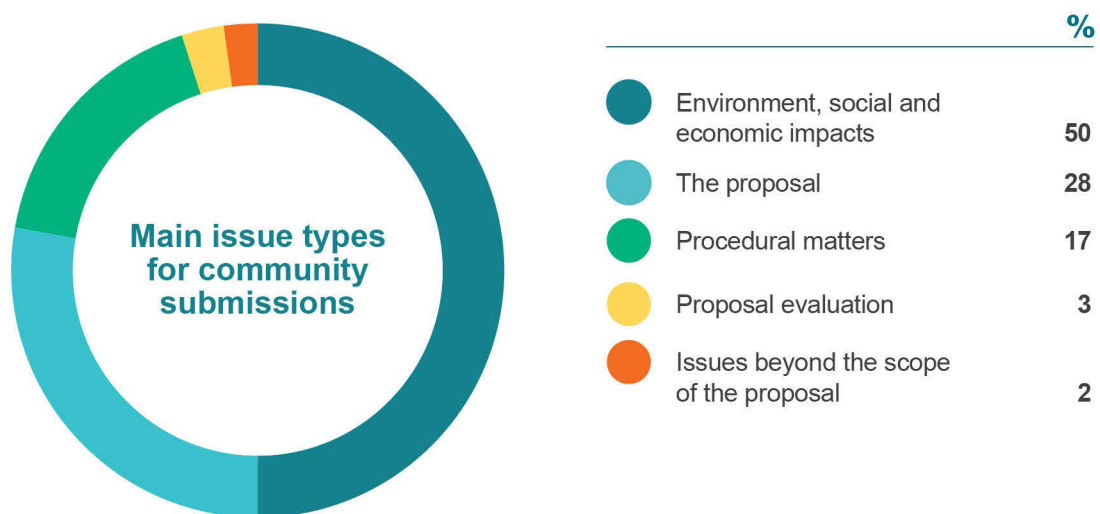 Main issue types
for community
submissions
%
Environment, social and
economic impacts 50
The proposal 28
Procedural matters 17
Proposal evaluation 3
Issues beyond the scope
of the proposal 2